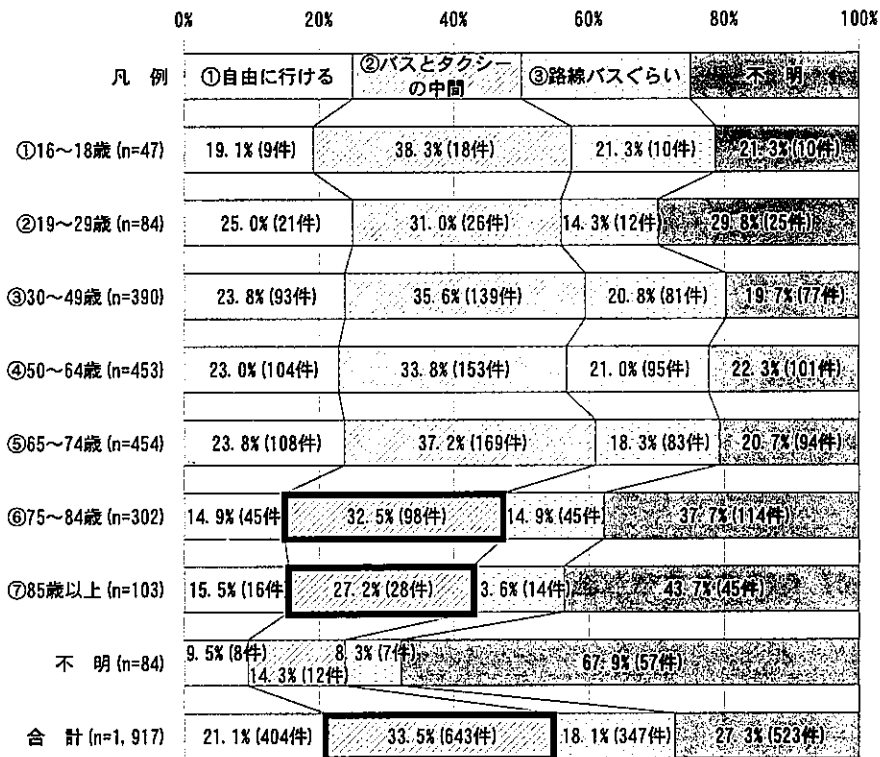 0% 20% 40% 60% 80% 100%
凡 例 ①自由に行ける ②バスとタクシーの中間 ③路線バスぐらい 不 明
①16～18歳(n=47) 19.1%(9件) 38.3%(18件) 21.3%(10件) 21.3%(10件)
②19～29歳(n=84) 25.0%(21件) 31.0%(26件) 14.3%(12件) 29.8%(25件)
③30～49歳(n=390) 23.8%(93件) 35.6%(139件) 20.8%(81件) 19.7%(77件)
④50～64歳(n=453) 23.0%(104件) 33.8%(153件) 21.0%(95件) 22.3%(101件)
⑤65～74歳(n=454) 23.8%(108件) 37.2%(169件) 18.3%(83件) 20.7%(94件)
⑥75～84歳(n=302) 14.9%(45件) 32.5%(98件) 14.9%(45件) 37.7%(114件)
⑦85歳以上(n=103) 15.5%(16件) 27.2%(28件) 3.6%(14件) 43.7%(45件)
不 明(n=84) 9.5%(8件) 14.3%(12件) 8.3%(7件) 67.9%(57件)
合 計(n=1,917) 21.1%(404件) 33.5%(643件) 18.1%(347件) 27.3%(523件)